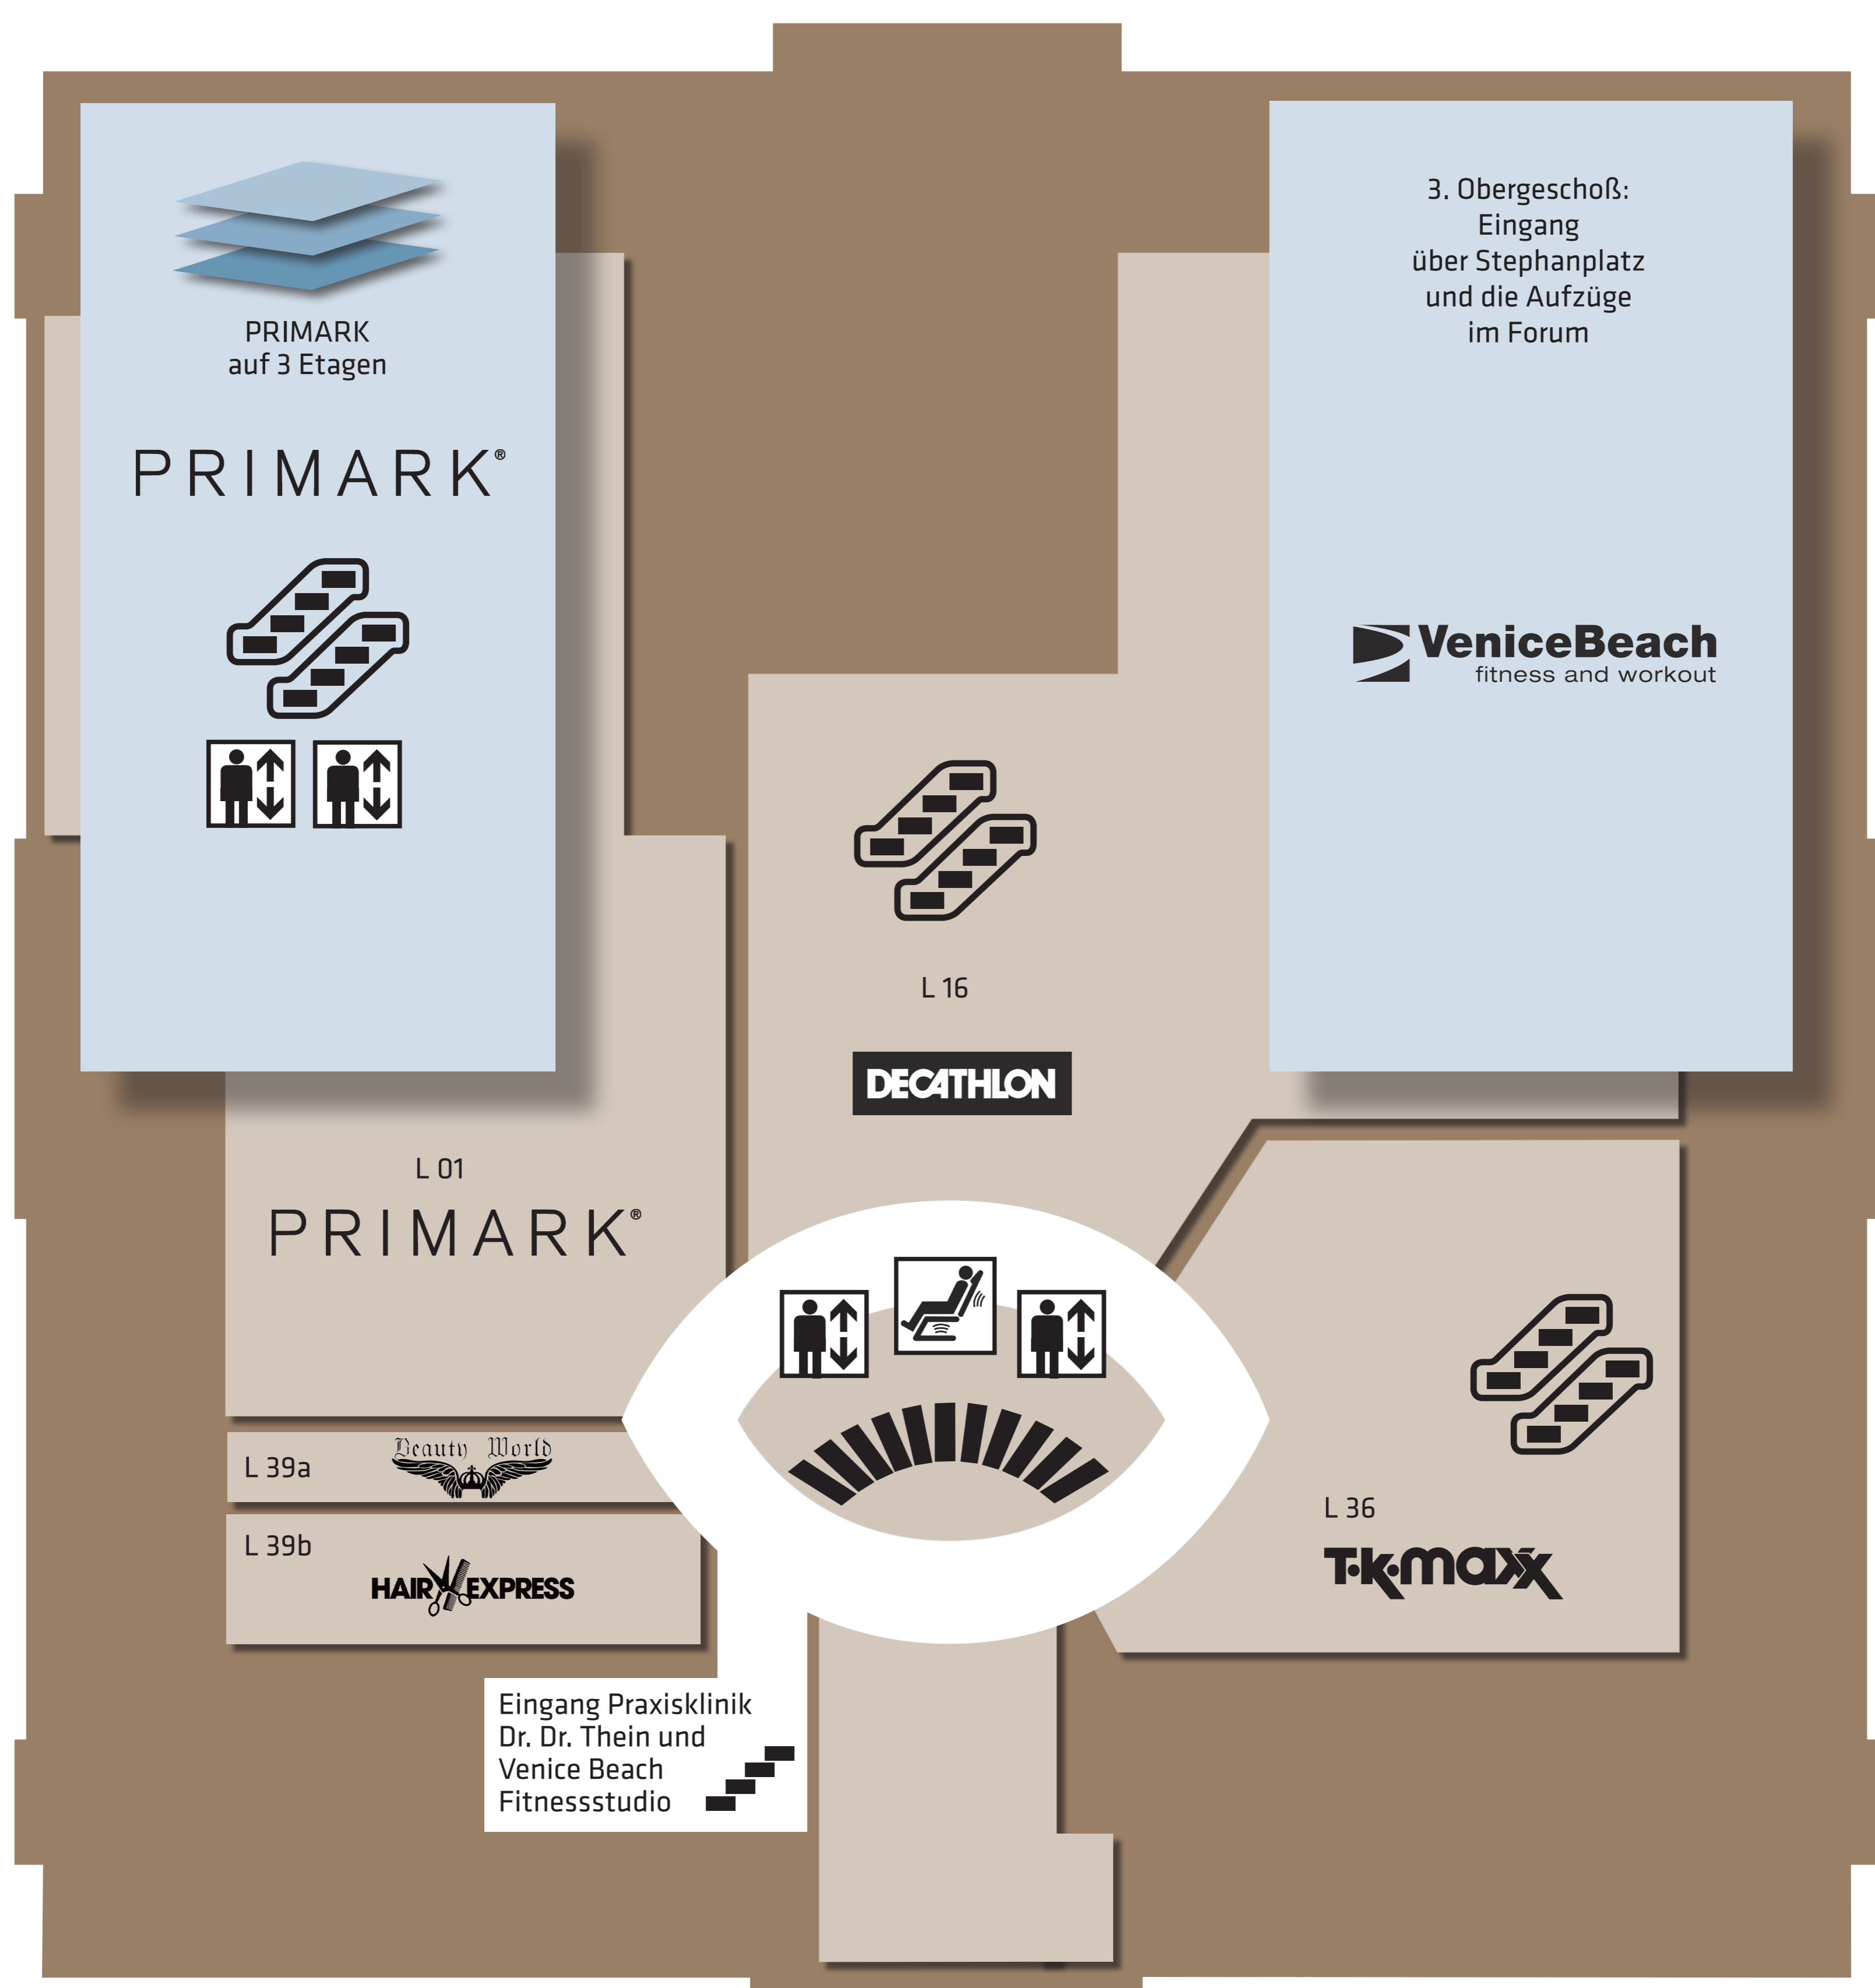 PRIMARK
auf 3 Etagen
PRIMARK®
3. Obergeschoß:
Eingang
über Stephanplatz
und die Aufzüge
im Forum
VeniceBeach
fitness and workout
L 16
DECATHLON
L 01
PRIMARK®
L 39a
Beauty World
L 39b
HAIR EXPRESS
L 36
T•K•maxx
Eingang Praxisklinik
Dr. Dr. Thein und
Venice Beach
Fitnessstudio